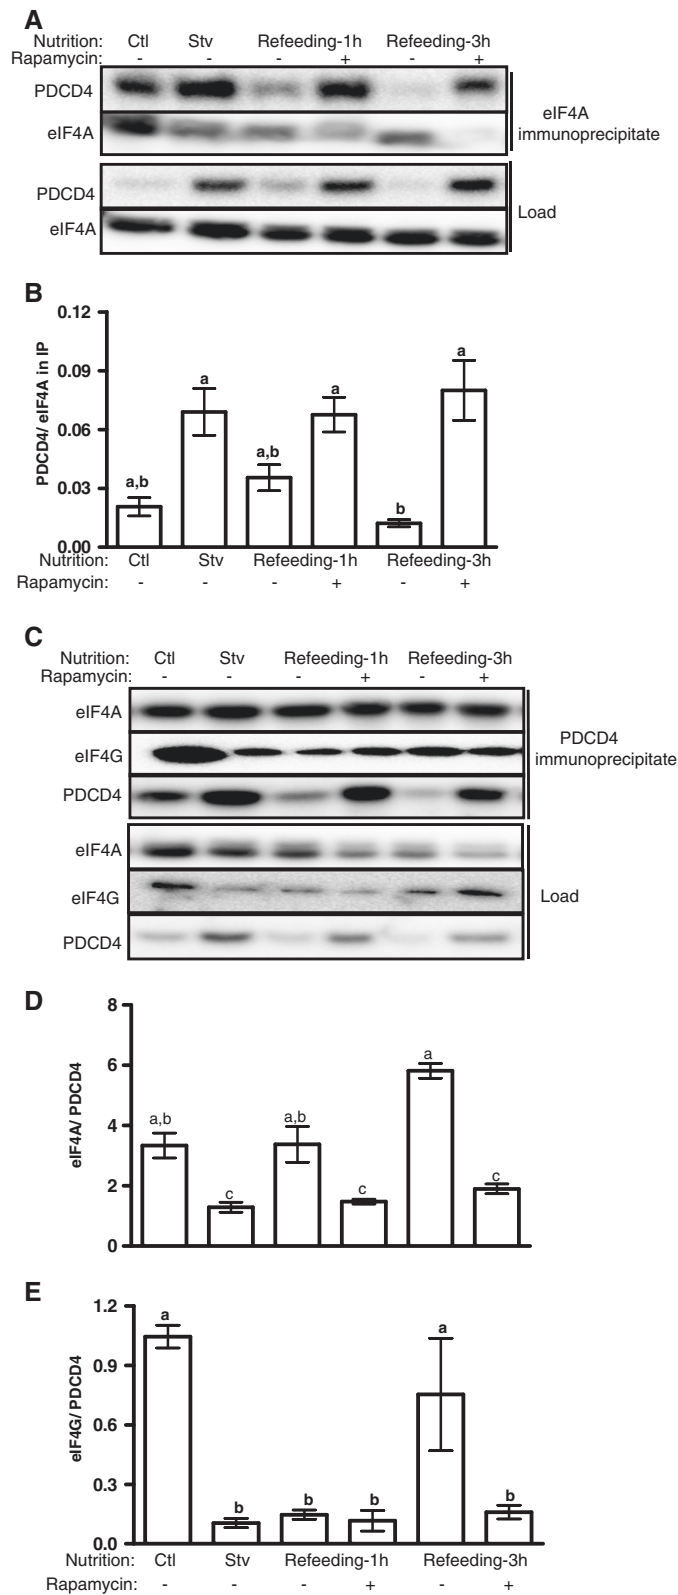 A
Nutrition: Ctl Stv Refeeding-1h Refeeding-3h
Rapamycin: - - - + - +
PDCD4
eIF4A
eIF4A
immunoprecipitate
PDCD4
eIF4A
Load
B
PDCD4/ eIF4A in IP
0.12
0.09
0.06
0.03
0.00
a,b
a
a,b
a
b
a
Nutrition: Ctl Stv Refeeding-1h Refeeding-3h
Rapamycin: - - - + - +
C
Nutrition: Ctl Stv Refeeding-1h Refeeding-3h
Rapamycin: - - - + - +
eIF4A
eIF4G
PDCD4
PDCD4
immunoprecipitate
eIF4A
eIF4G
PDCD4
Load
D
eIF4A/ PDCD4
8
6
4
2
0
a,b
c
a,b
c
a
c
E
eIF4G/ PDCD4
1.2
0.9
0.6
0.3
0.0
a
b
b
b
a
b
Nutrition: Ctl Stv Refeeding-1h Refeeding-3h
Rapamycin: - - - + - +